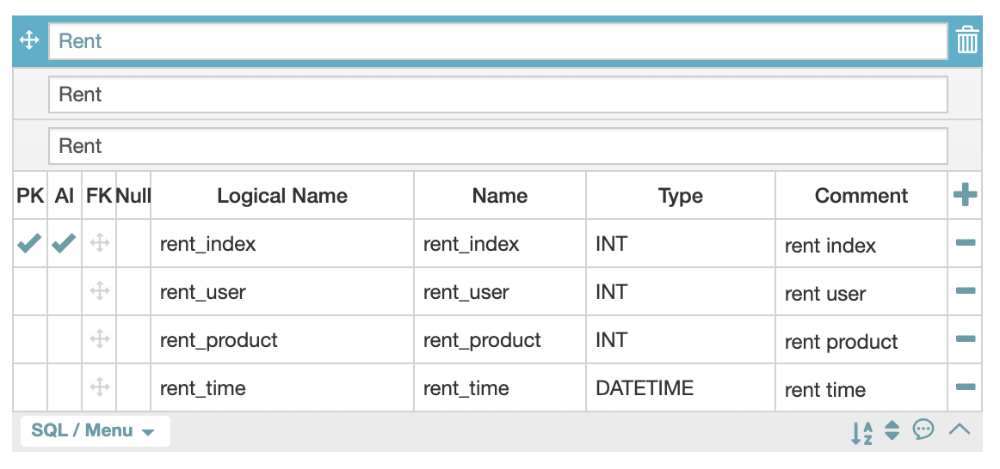 Rent
Rent
Rent
PK AI FK Null Logical Name Name Type Comment
rent_index rent_index INT rent index
rent_user rent_user INT rent user
rent_product rent_product INT rent product
rent_time rent_time DATETIME rent time
SQL / Menu A Z